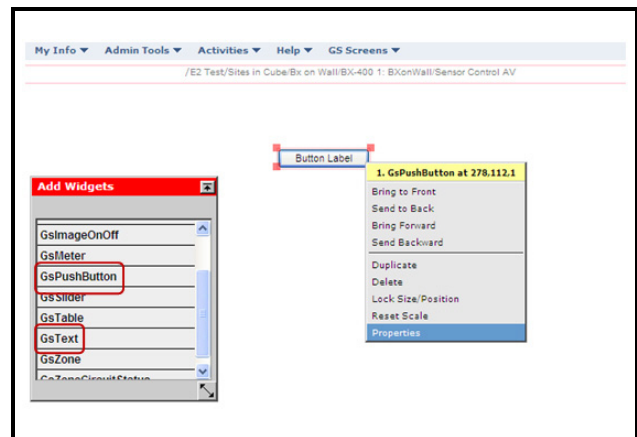 My Info ▼ Admin Tools ▼ Activities ▼ Help ▼ GS Screens ▼
/E2 Test/Sites in Cube/Bx on Wall/BX-400 1: BXonWall/Sensor Control AV
Button Label
1. GsPushButton at 278,112,1
Bring to Front
Send to Back
Bring Forward
Send Backward
Duplicate
Delete
Lock Size/Position
Reset Scale
Properties
Add Widgets
GsImageOnOff
GsMeter
GsPushButton
GsSlider
GsTable
GsText
GsZone
GsZoneCircuitStatus